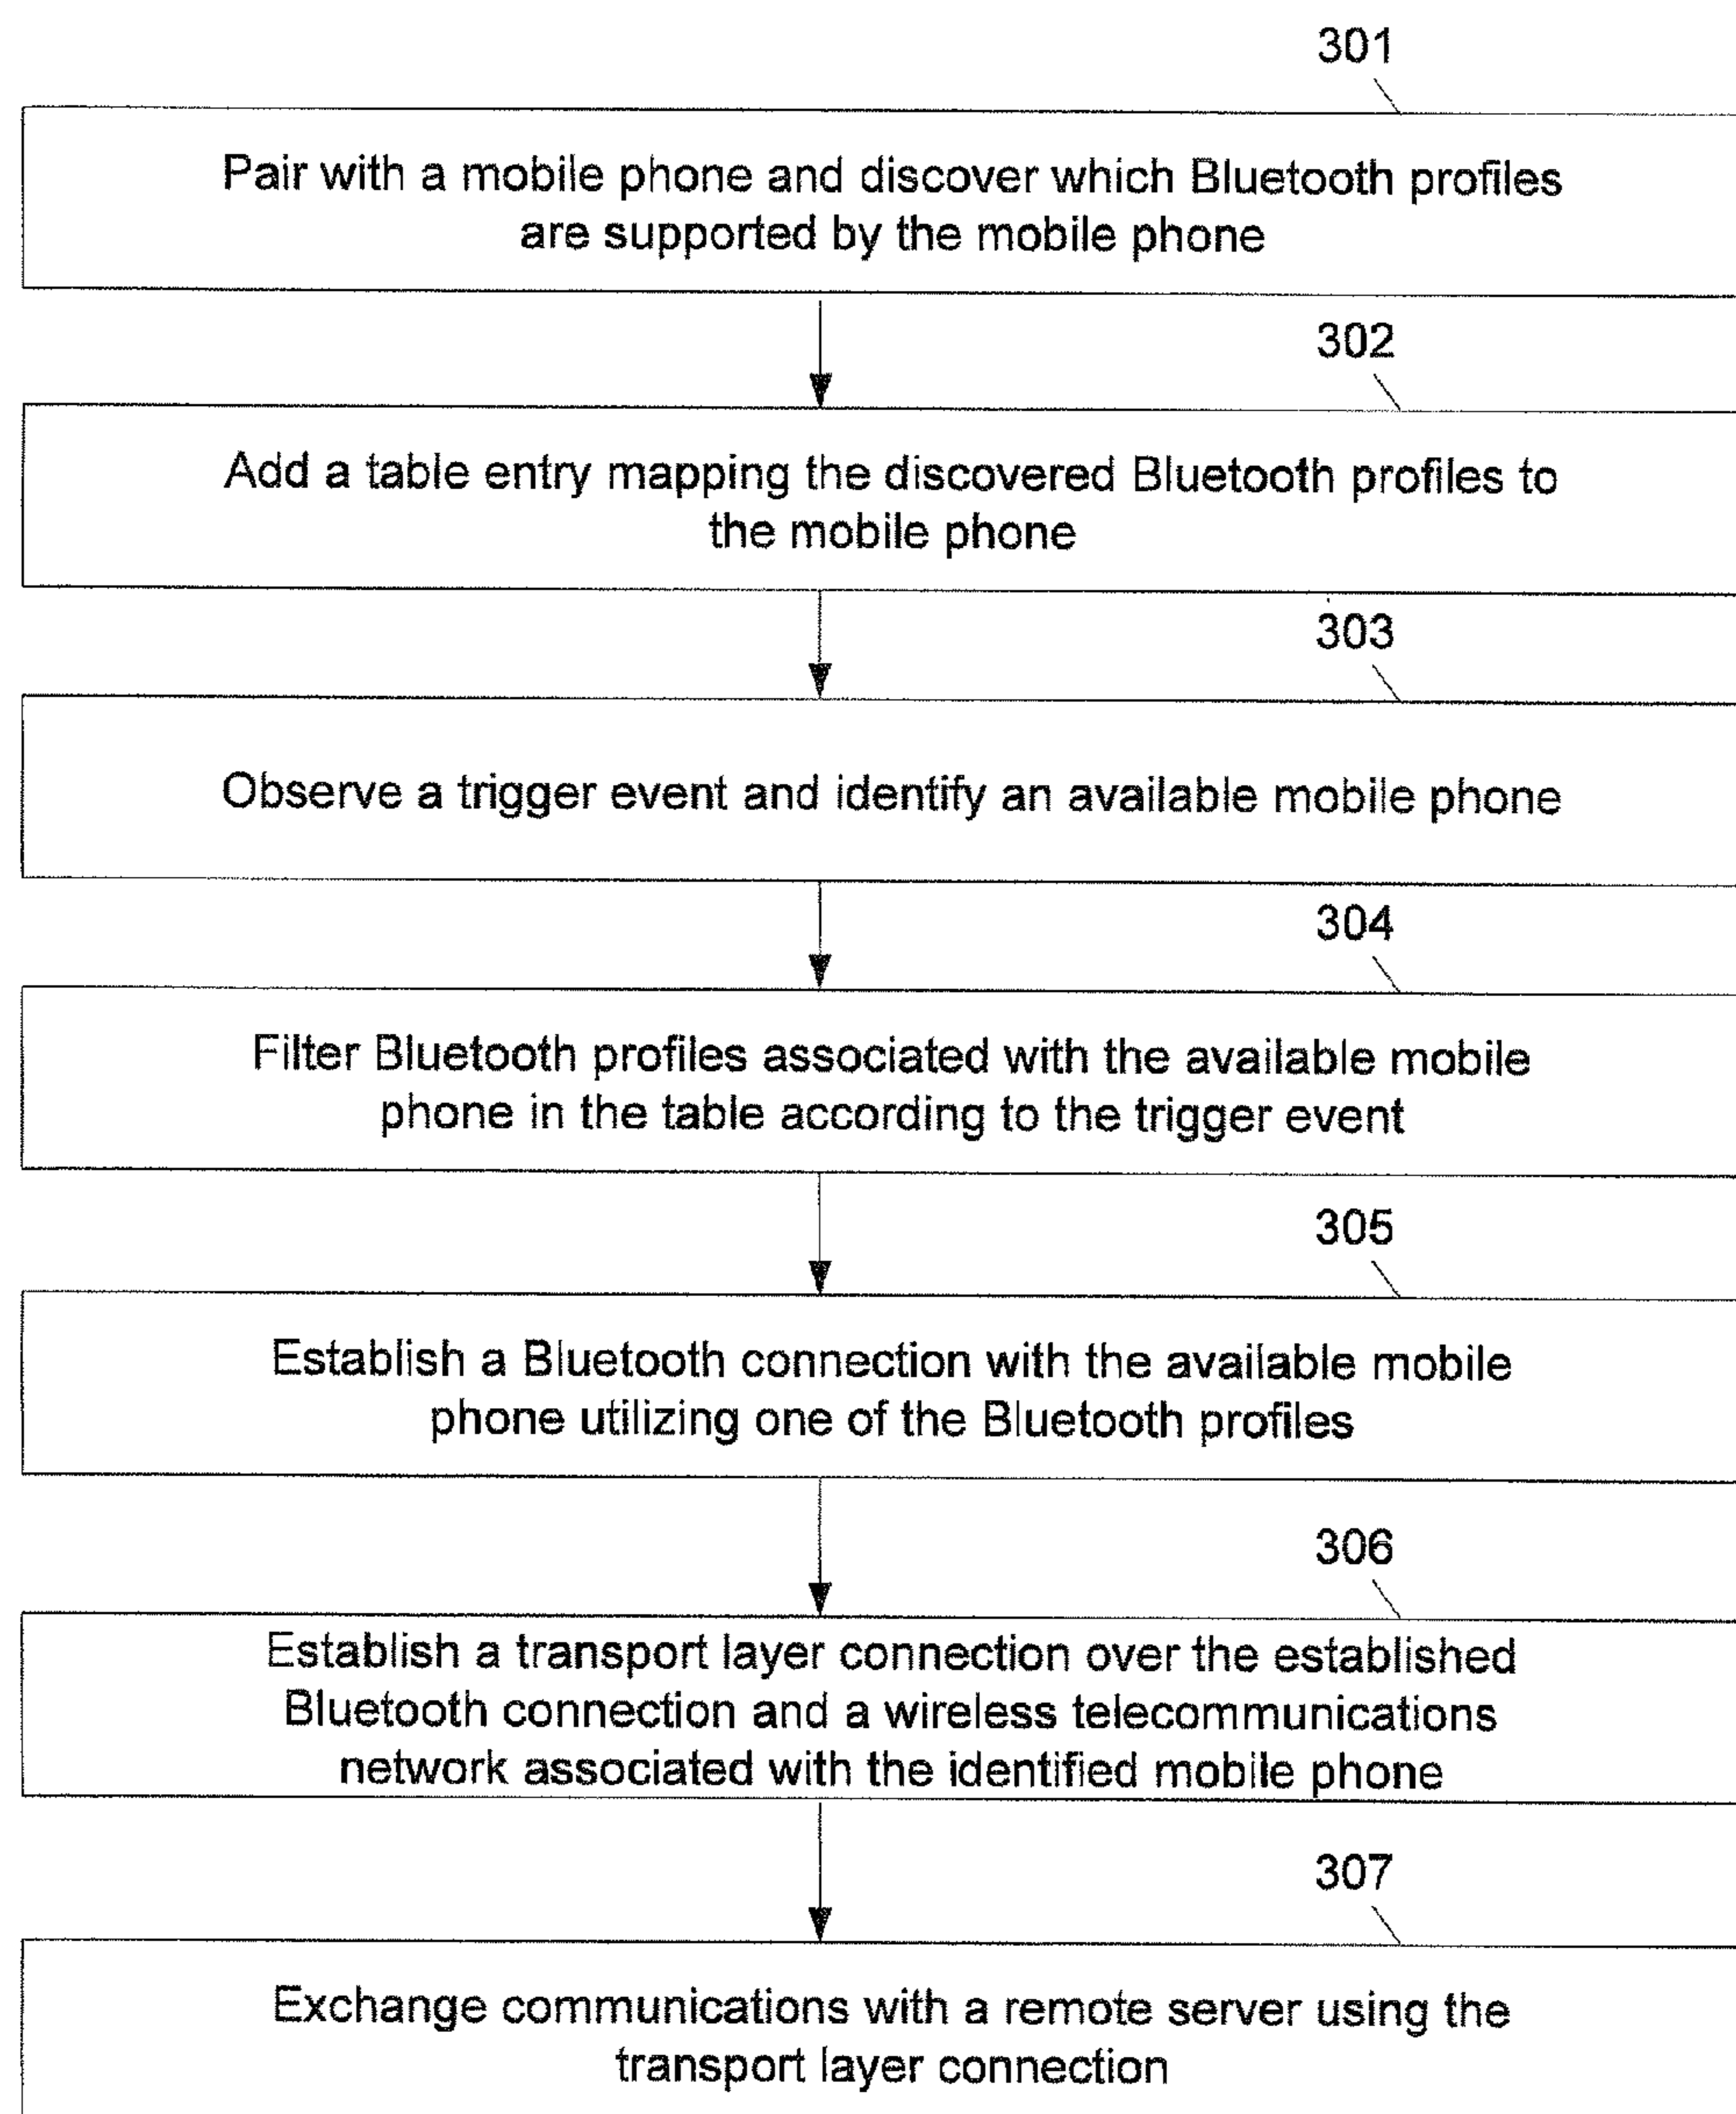 301
Pair with a mobile phone and discover which Bluetooth profiles
are supported by the mobile phone
302
Add a table entry mapping the discovered Bluetooth profiles to
the mobile phone
303
Observe a trigger event and identify an available mobile phone
304
Filter Bluetooth profiles associated with the available mobile
phone in the table according to the trigger event
305
Establish a Bluetooth connection with the available mobile
phone utilizing one of the Bluetooth profiles
306
Establish a transport layer connection over the established
Bluetooth connection and a wireless telecommunications
network associated with the identified mobile phone
307
Exchange communications with a remote server using the
transport layer connection